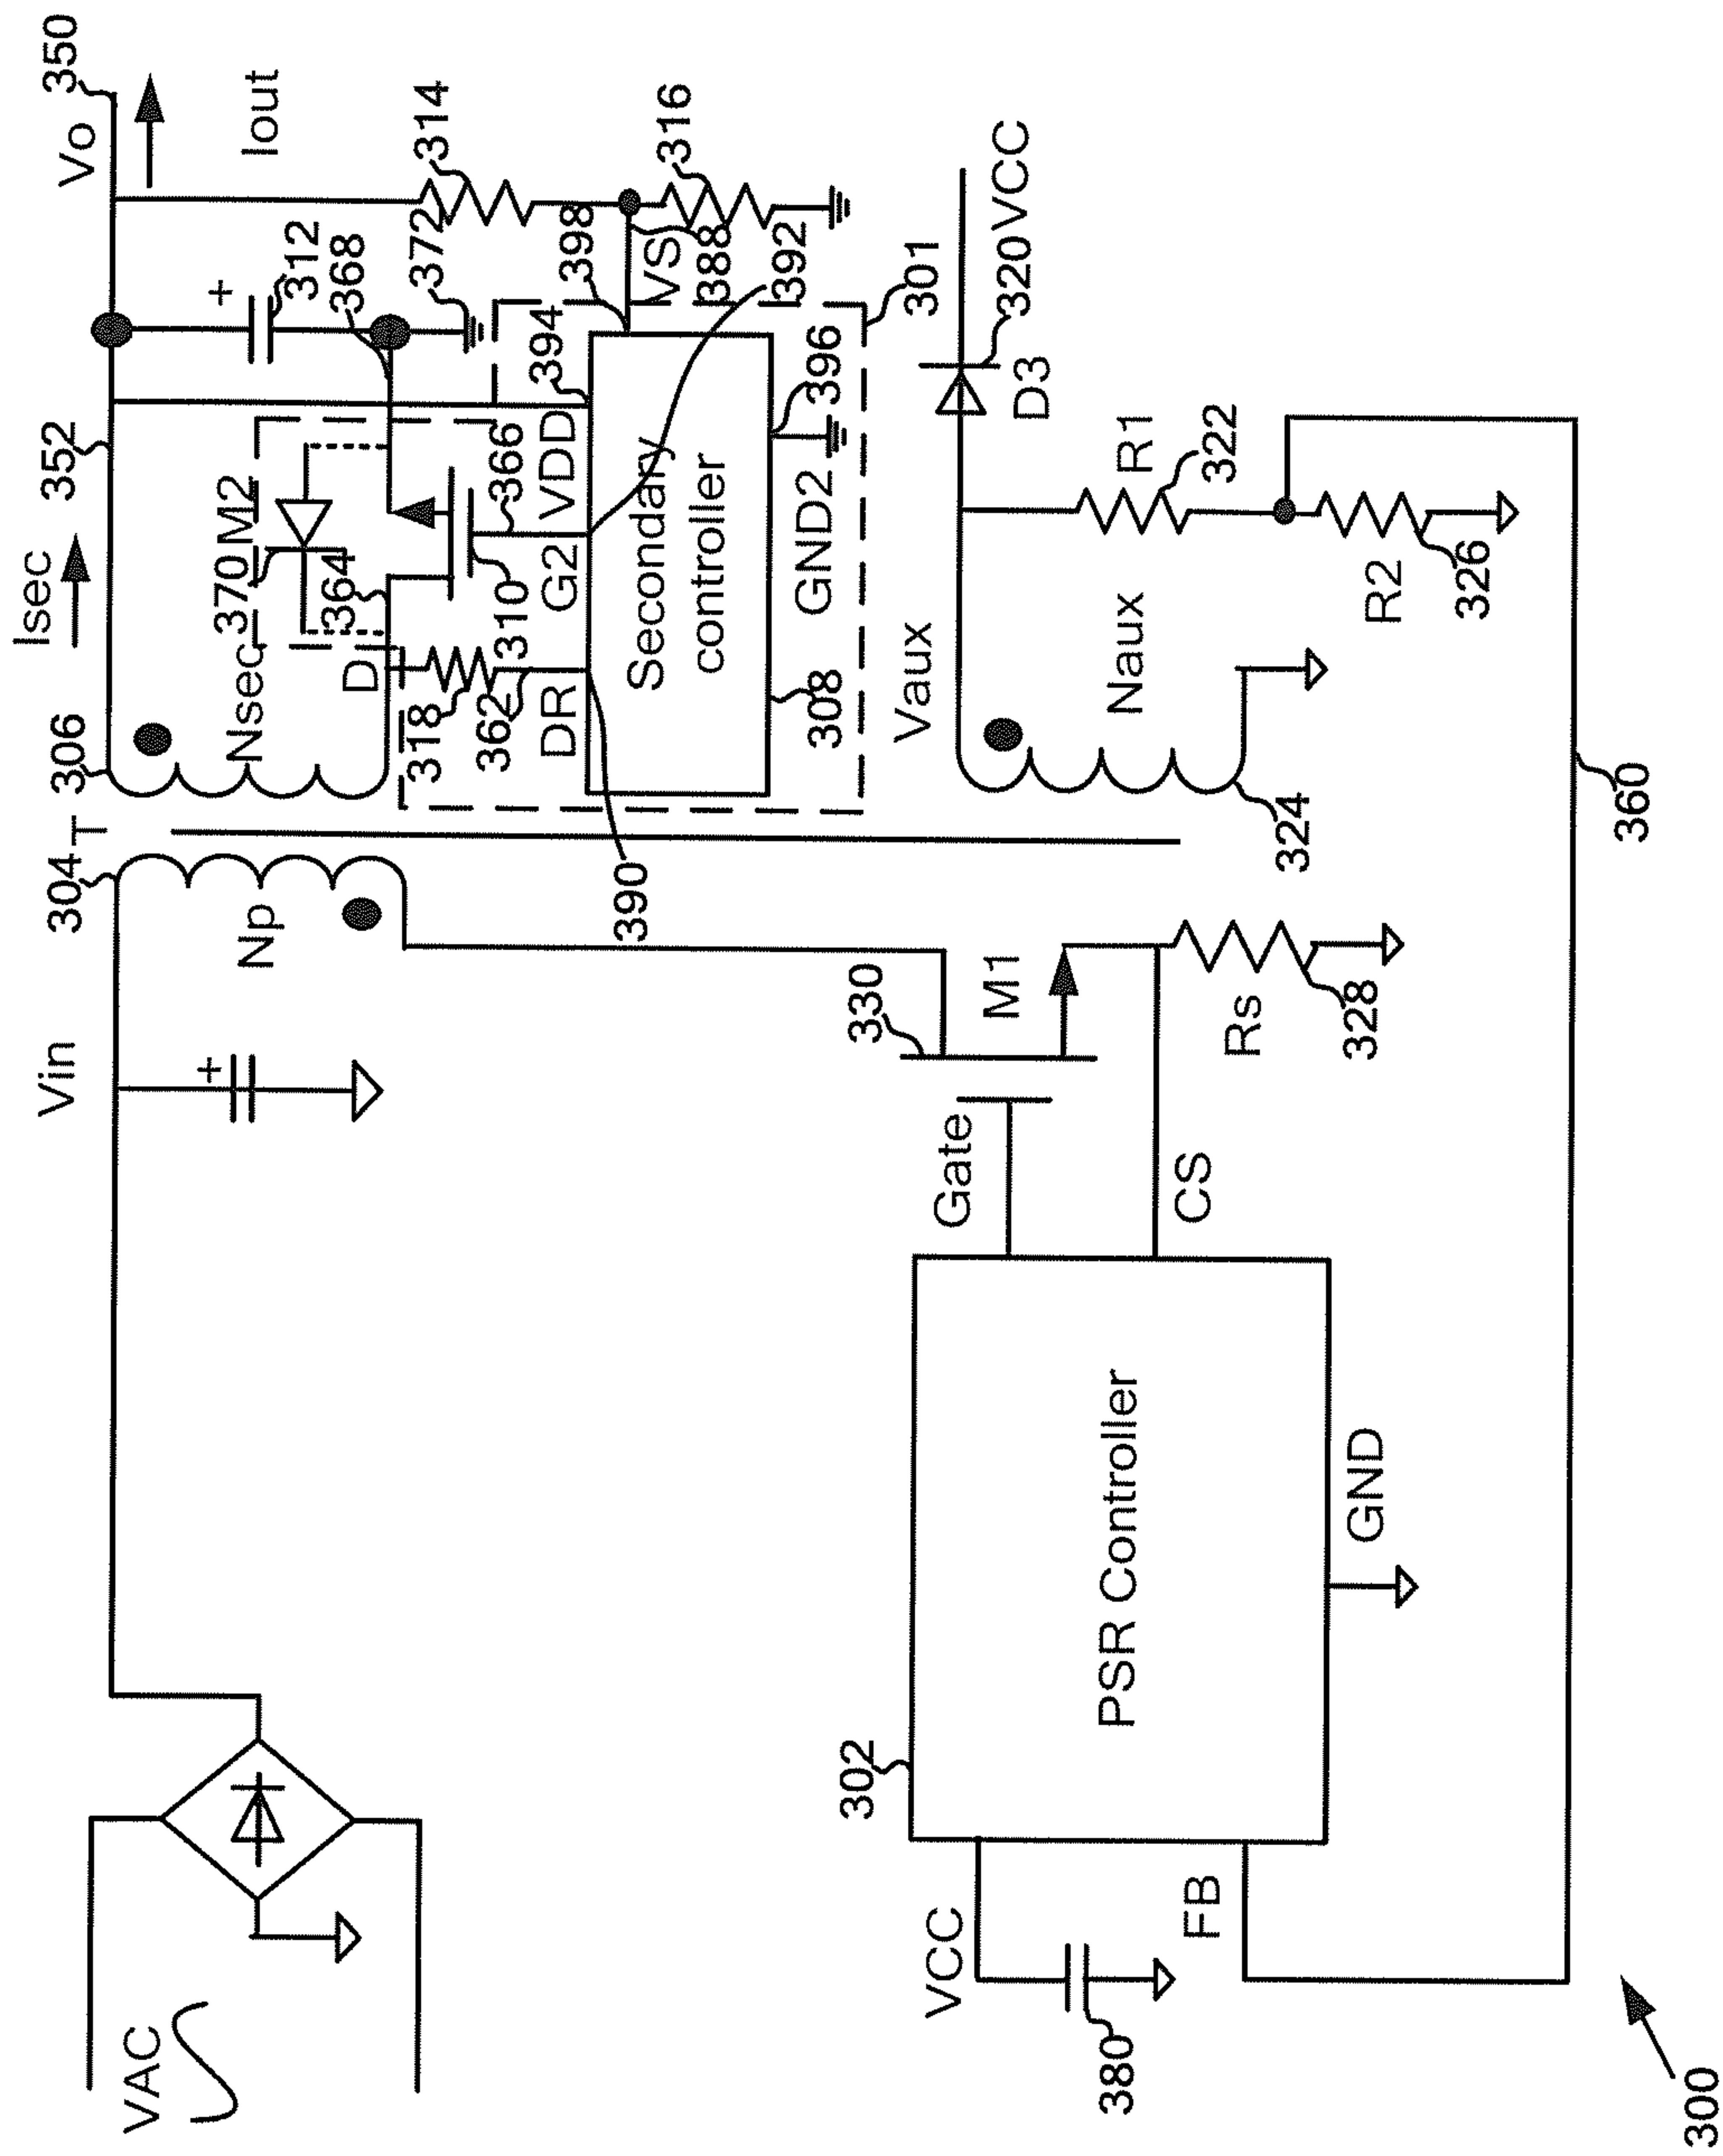 VAC
Vin
+
304
T
306
Np
Nsec
Isec
352
Vo
350
Iout
+
312
368
372
314
398
VS
388
316
392
301
370
M2
364
D
318
362
DR
310
G2
366
VDD
394
Secondary
controller
308
GND2
396
390
330
M1
Gate
CS
Rs
328
302
PSR Controller
VCC
380
FB
GND
Vaux
Naux
324
D3
320
VCC
R1
322
R2
326
360
300